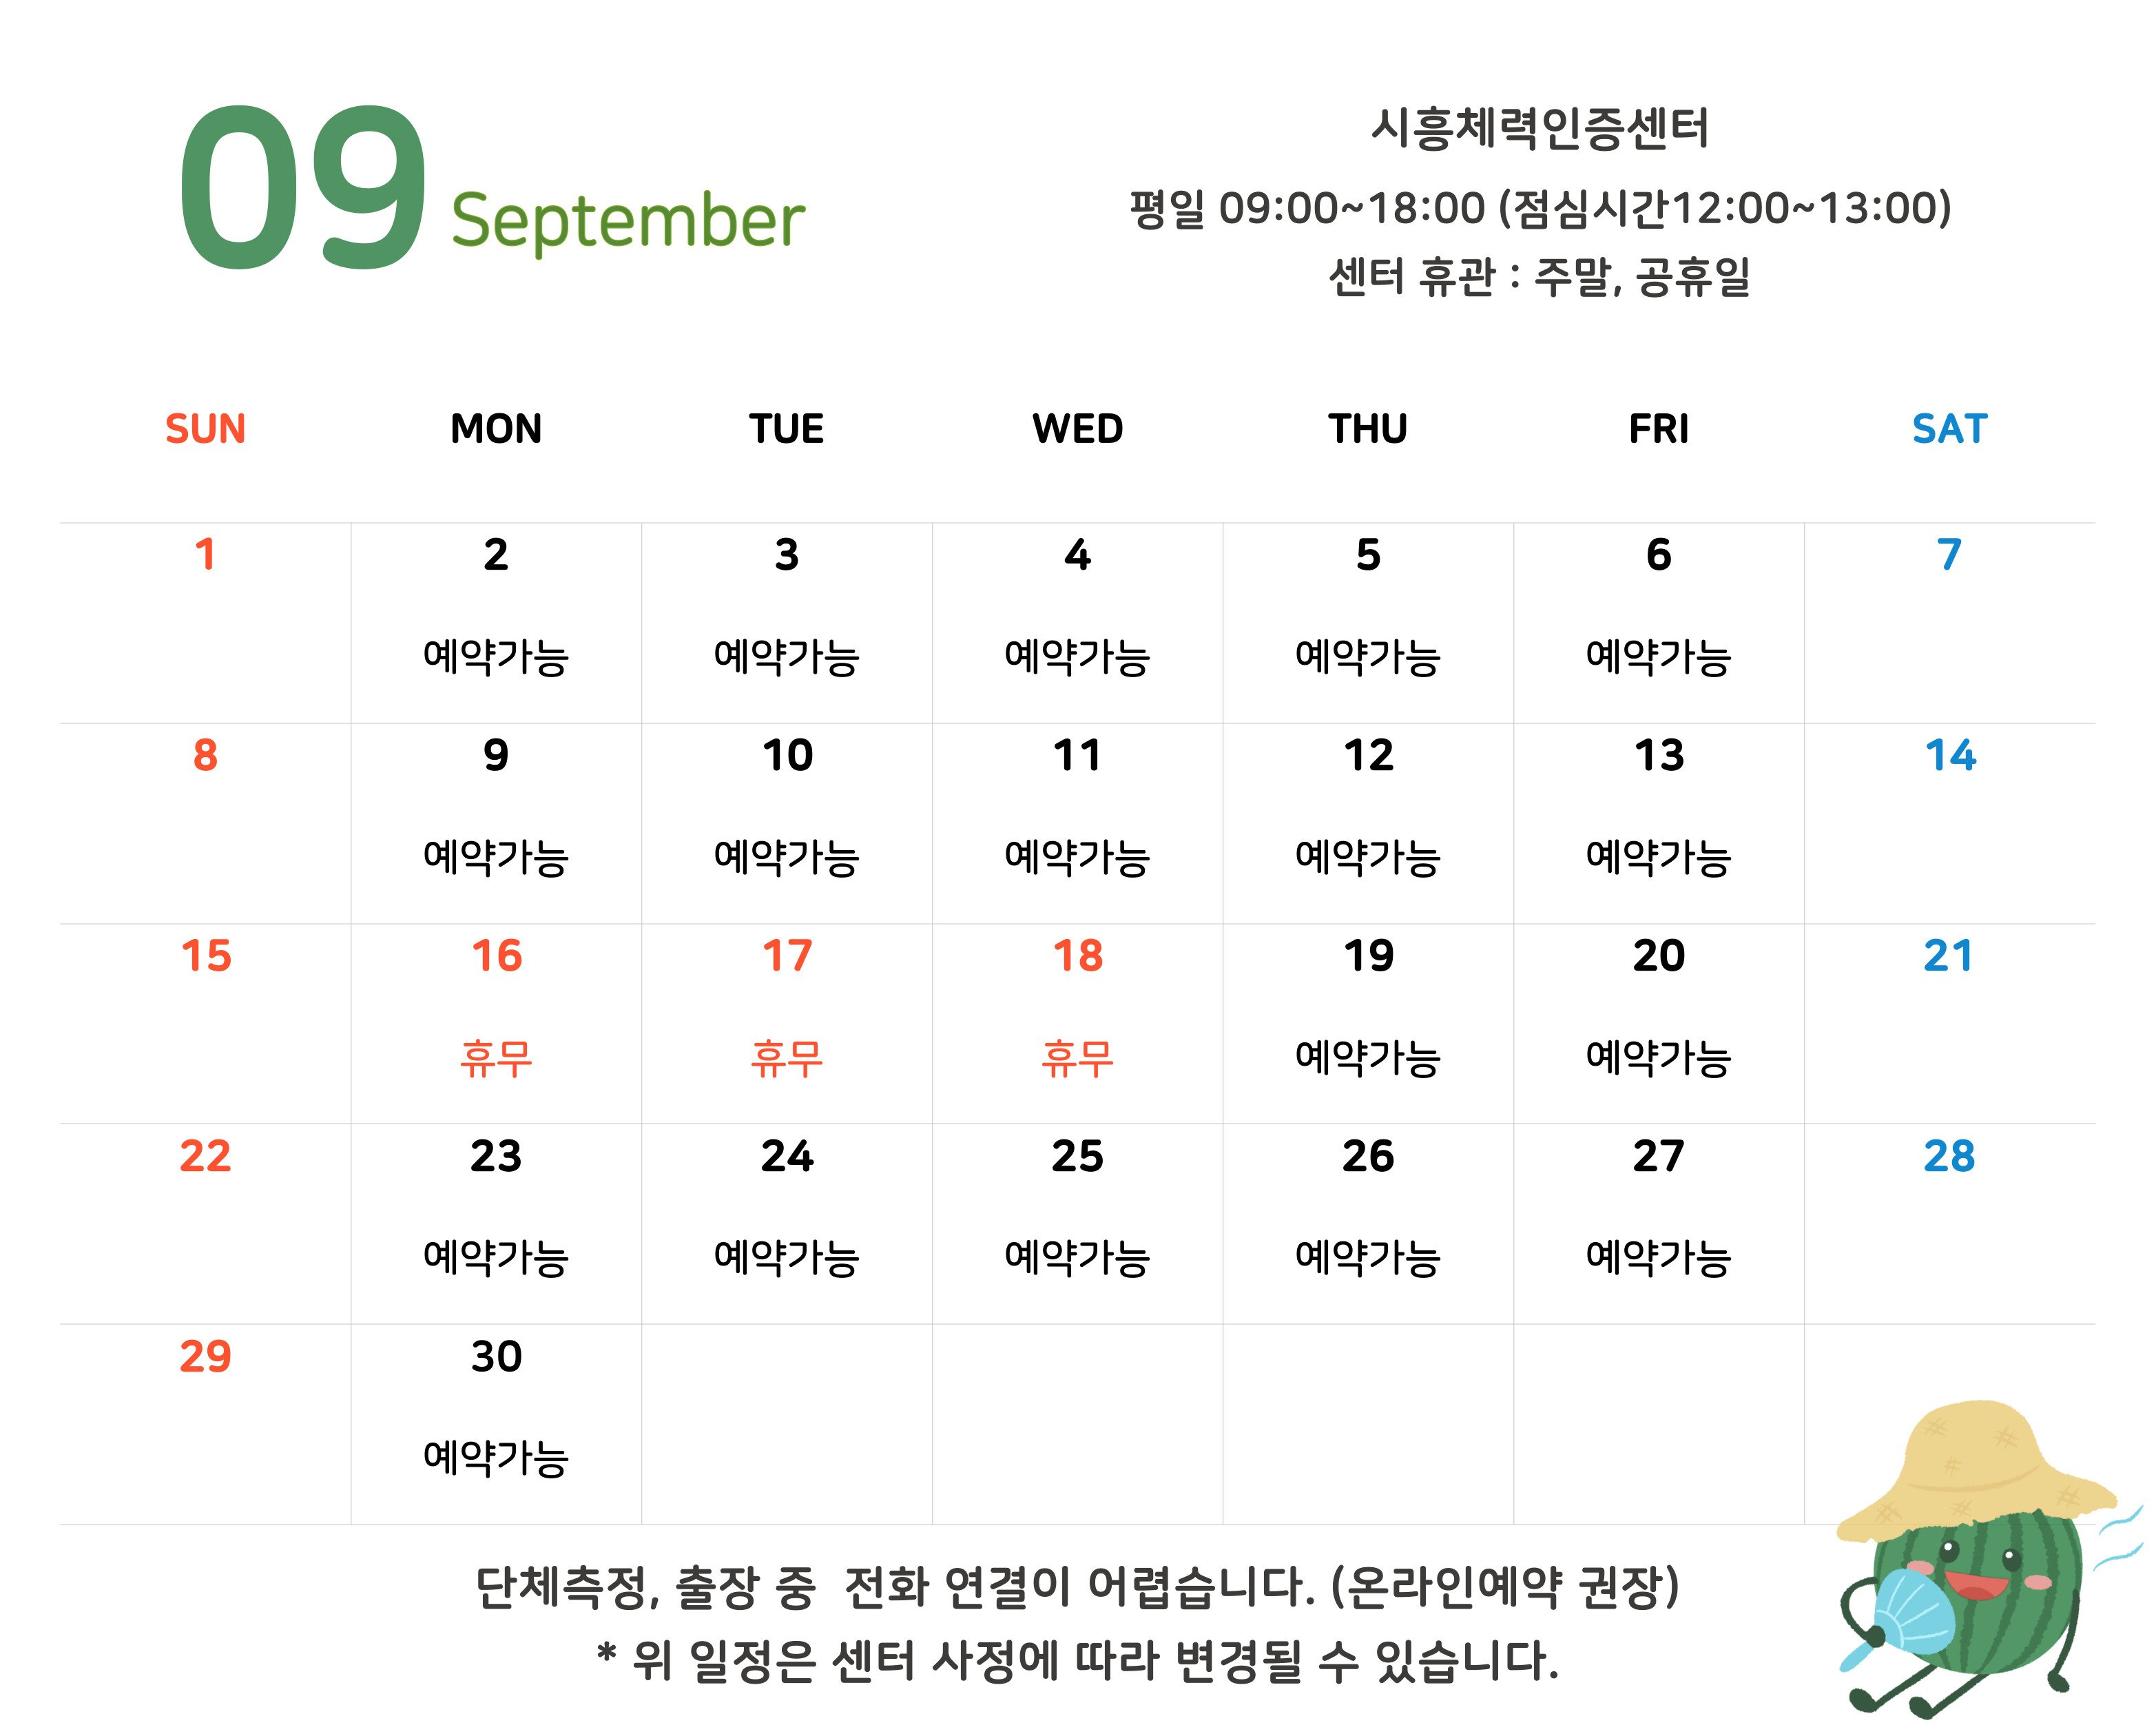 09 September
시흥체력인증센터
평일 09:00~18:00 (점심시간12:00~13:00)
센터 휴관 : 주말, 공휴일
SUN MON TUE WED THU FRI SAT
1 2 3 4 5 6 7
예약가능 예약가능 예약가능 예약가능 예약가능
8 9 10 11 12 13 14
예약가능 예약가능 예약가능 예약가능 예약가능
15 16 17 18 19 20 21
휴무 휴무 휴무 예약가능 예약가능
22 23 24 25 26 27 28
예약가능 예약가능 예약가능 예약가능 예약가능
29 30
예약가능
단체측정, 출장 중 전화 연결이 어렵습니다. (온라인예약 권장)
* 위 일정은 센터 사정에 따라 변경될 수 있습니다.